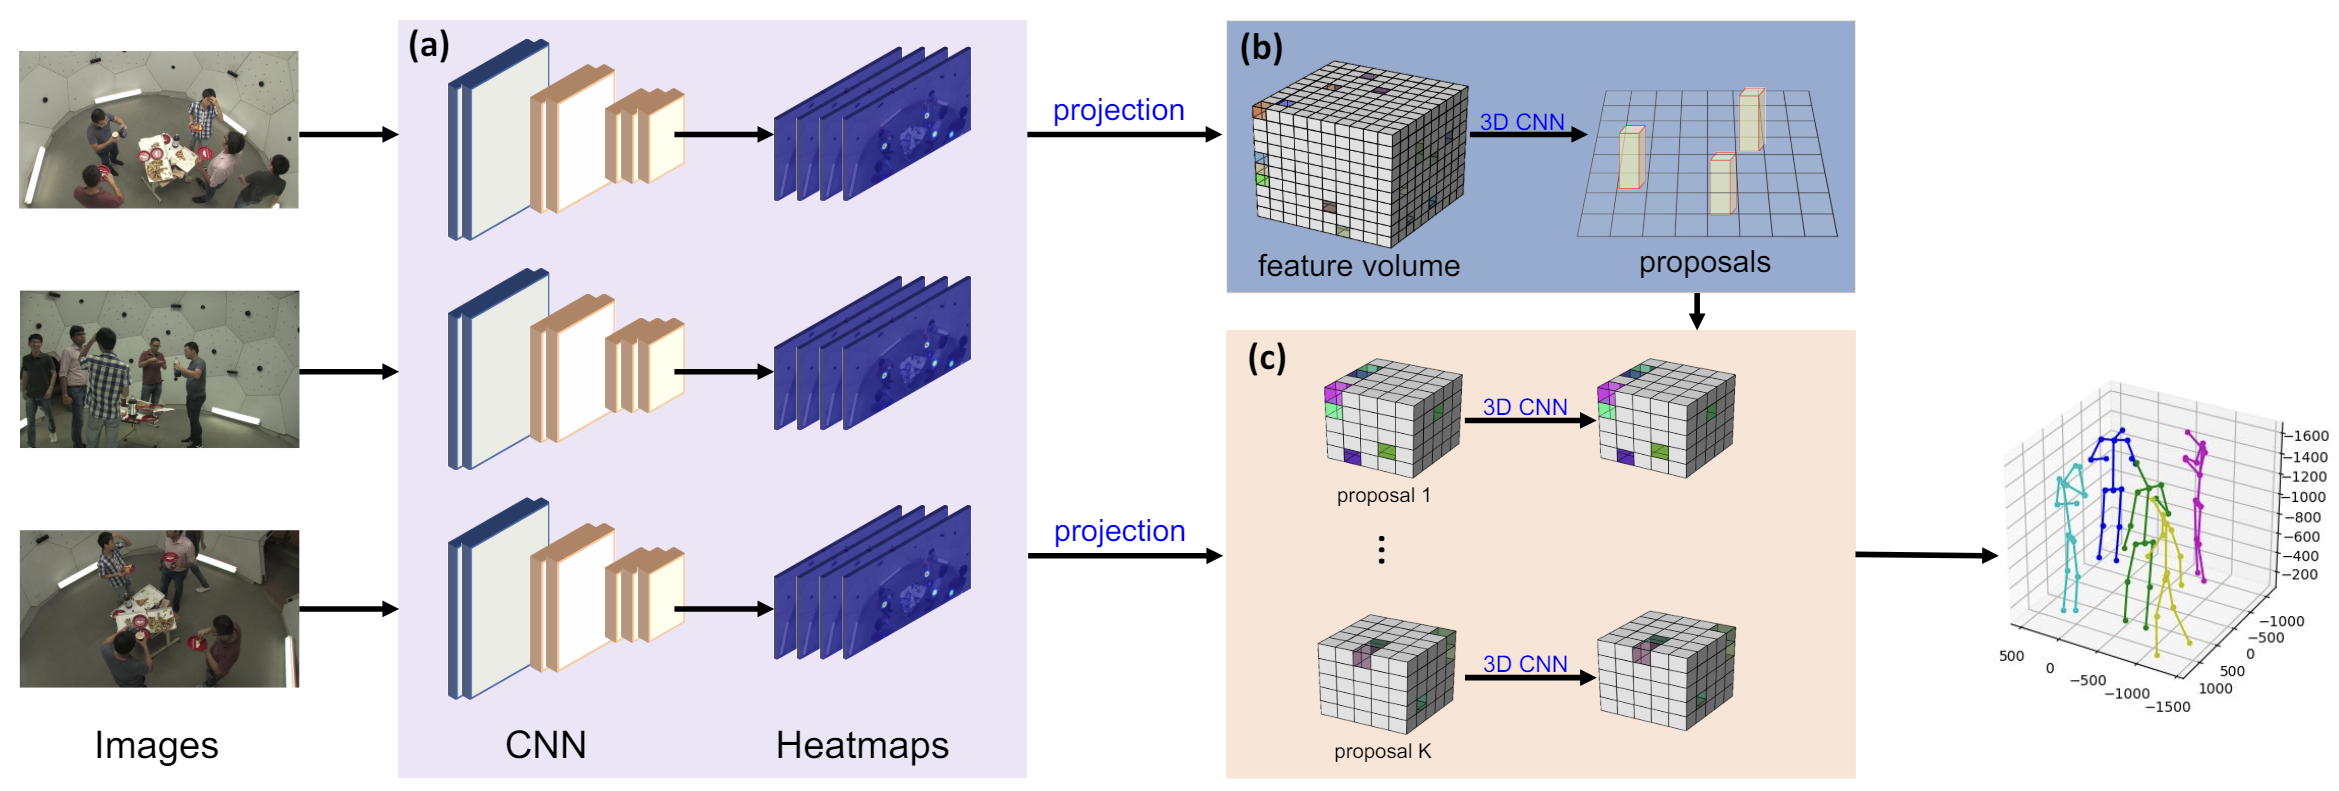 (a)
CNN
Heatmaps
Images
projection
projection
(b)
3D CNN
feature volume
proposals
(c)
3D CNN
proposal 1
⋮
3D CNN
proposal K
−1600
−1400
−1200
−1000
−800
−600
−400
−200
500
0
−500
−1000
−1500
−1000
−500
0
500
1000